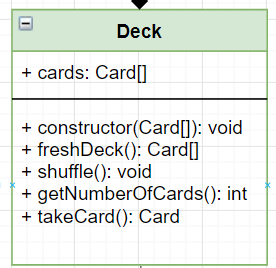 Deck
+ cards: Card[]
+ constructor(Card[]): void
+ freshDeck(): Card[]
+ shuffle(): void
+ getNumberOfCards(): int
+ takeCard(): Card